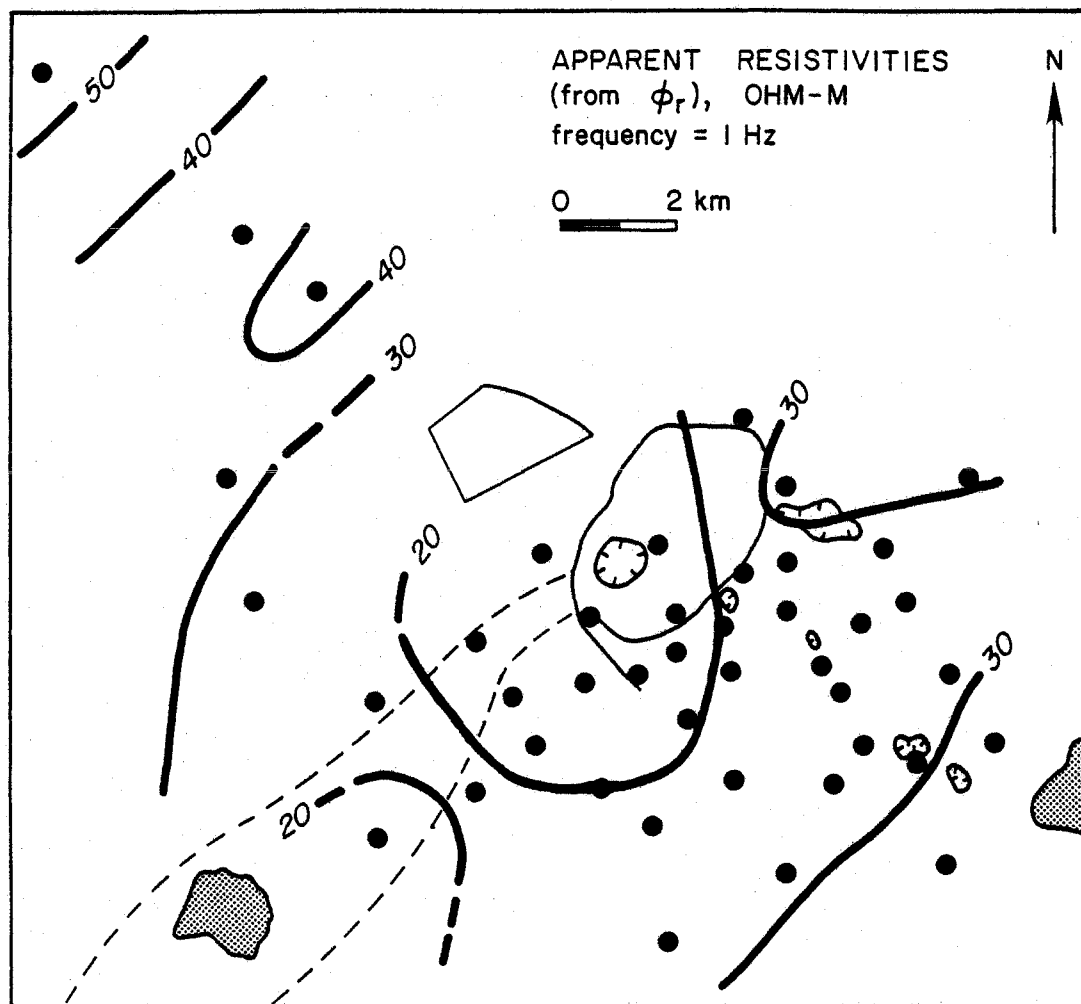 APPARENT RESISTIVITIES
(from ϕr), OHM-M
frequency = 1 Hz
N
0 2 km
50
40
40
30
30
20
30
20